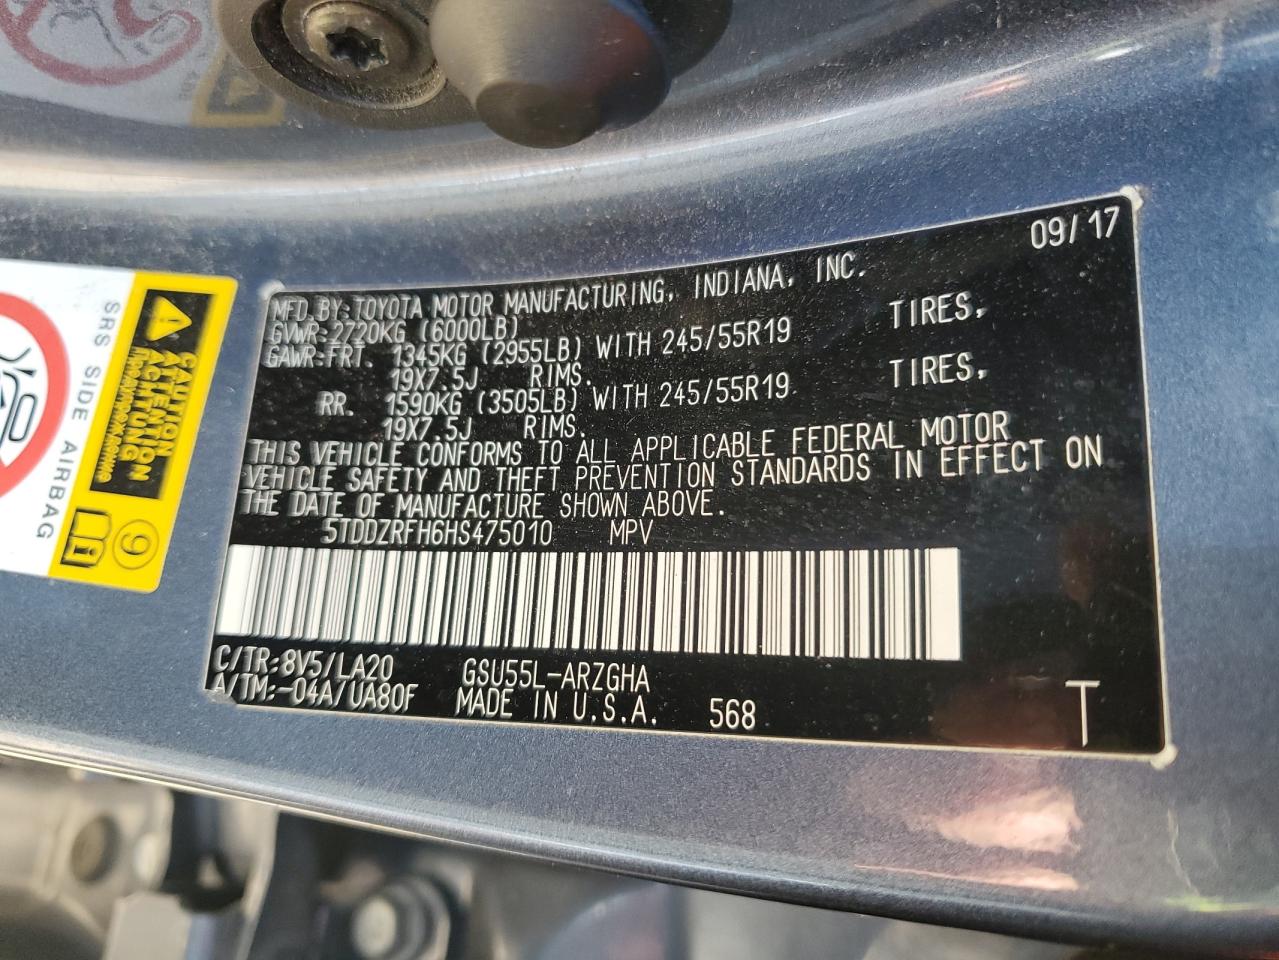 09/17
MFD.BY:TOYOTA MOTOR MANUFACTURING, INDIANA, INC.
GVWR:2720KG (6000LB)
GAWR:FRT. 1345KG (2955LB) WITH 245/55R19 TIRES,
19X7.5J RIMS.
RR. 1590KG (3505LB) WITH 245/55R19 TIRES,
19X7.5J RIMS.
THIS VEHICLE CONFORMS TO ALL APPLICABLE FEDERAL MOTOR
VEHICLE SAFETY AND THEFT PREVENTION STANDARDS IN EFFECT ON
THE DATE OF MANUFACTURE SHOWN ABOVE.
5TDDZRFH6HS475010 MPV
C/TR:8V5/LA20 GSU55L-ARZGHA
A/TM:-04A/UA80F MADE IN U.S.A. 568 T
SRS SIDE AIRBAG
CAUTION
ATTENTION
ACHTUNG
9